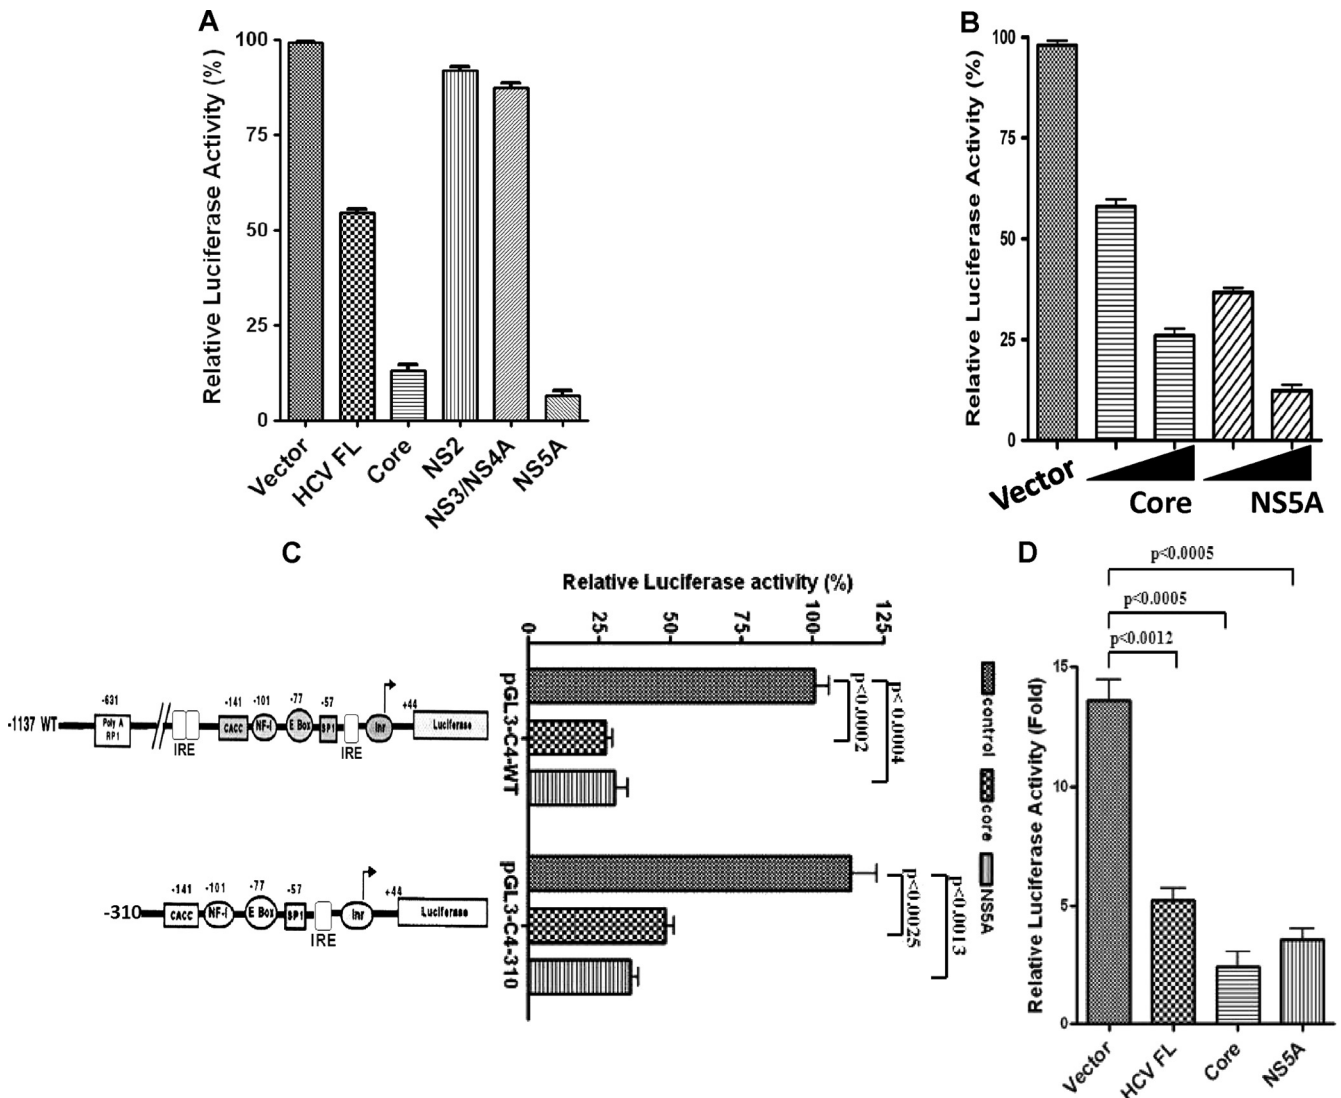 A
Relative Luciferase Activity (%)
100
75
50
25
0
Vector
HCV FL
Core
NS2
NS3/NS4A
NS5A
B
Relative Luciferase Activity (%)
100
75
50
25
0
Vector
Core
NS5A
C
Relative Luciferase activity (%)
0
25
50
75
100
125
-1137 WT
-631
Poly A
RP1
IRE
-141
CACC
-101
NF-I
-77
E Box
-57
SP1
IRE
Inr
+44
Luciferase
pGL3-C4-WT
p<0.0002
p< 0.0004
-310
-141
CACC
-101
NF-I
-77
E Box
-57
SP1
IRE
Inr
+44
Luciferase
pGL3-C4-310
p<0.0025
p<0.0013
control
core
NS5A
D
p<0.0005
p<0.0005
p<0.0012
Relative Luciferase Activity (Fold)
15
10
5
0
Vector
HCV FL
Core
NS5A